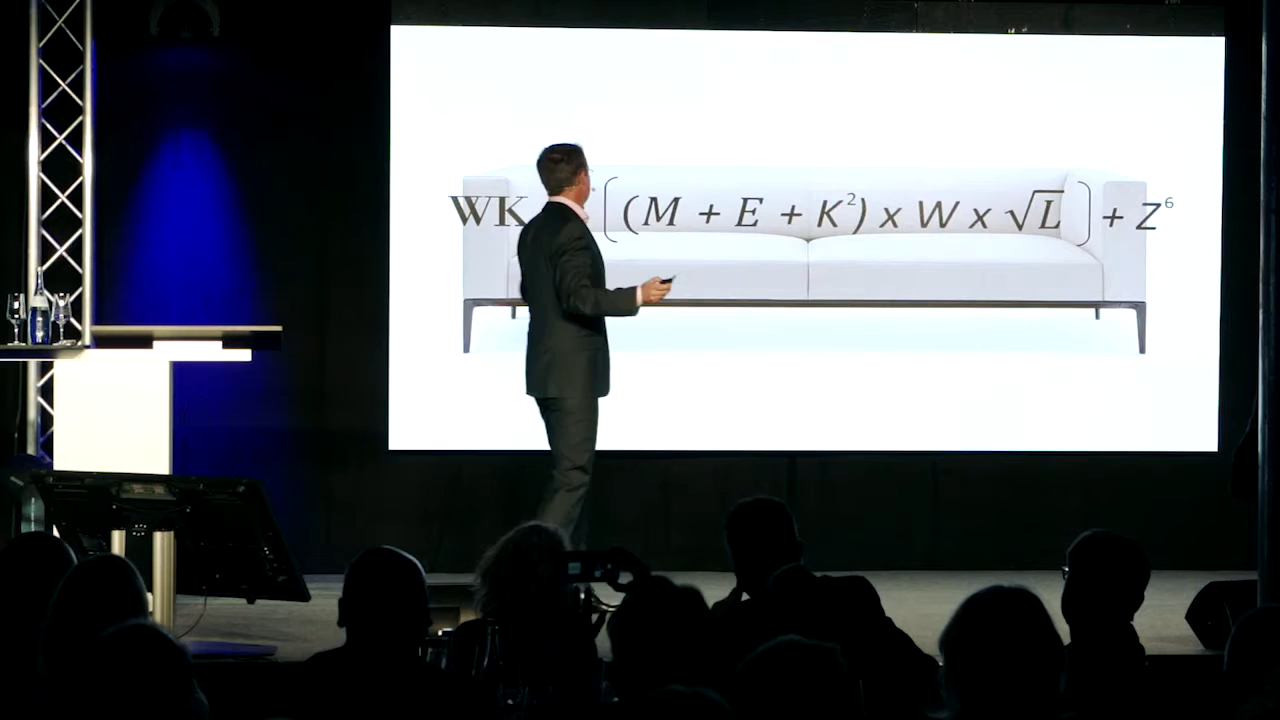 WK [((M + E + K²) x W x √L)] + Z⁶